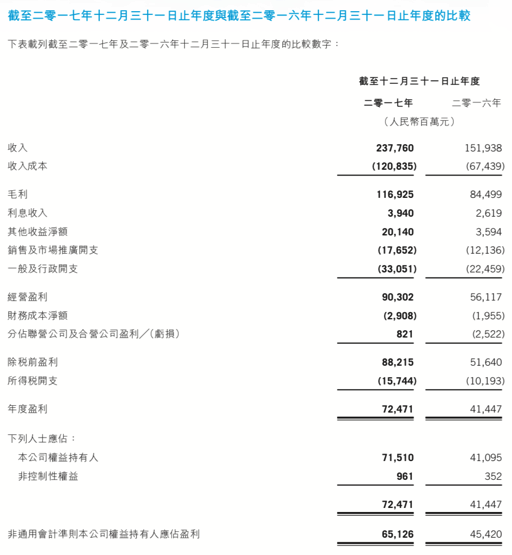 截至二零一七年十二月三十一日止年度與截至二零一六年十二月三十一日止年度的比較
下表載列截至二零一七年及二零一六年十二月三十一日止年度的比較數字：
截至十二月三十一日止年度
二零一七年 二零一六年
（人民幣百萬元）
收入 237,760 151,938
收入成本 (120,835) (67,439)
毛利 116,925 84,499
利息收入 3,940 2,619
其他收益淨額 20,140 3,594
銷售及市場推廣開支 (17,652) (12,136)
一般及行政開支 (33,051) (22,459)
經營盈利 90,302 56,117
財務成本淨額 (2,908) (1,955)
分佔聯營公司及合營公司盈利／（虧損） 821 (2,522)
除稅前盈利 88,215 51,640
所得稅開支 (15,744) (10,193)
年度盈利 72,471 41,447
下列人士應佔：
本公司權益持有人 71,510 41,095
非控制性權益 961 352
72,471 41,447
非通用會計準則本公司權益持有人應佔盈利 65,126 45,420